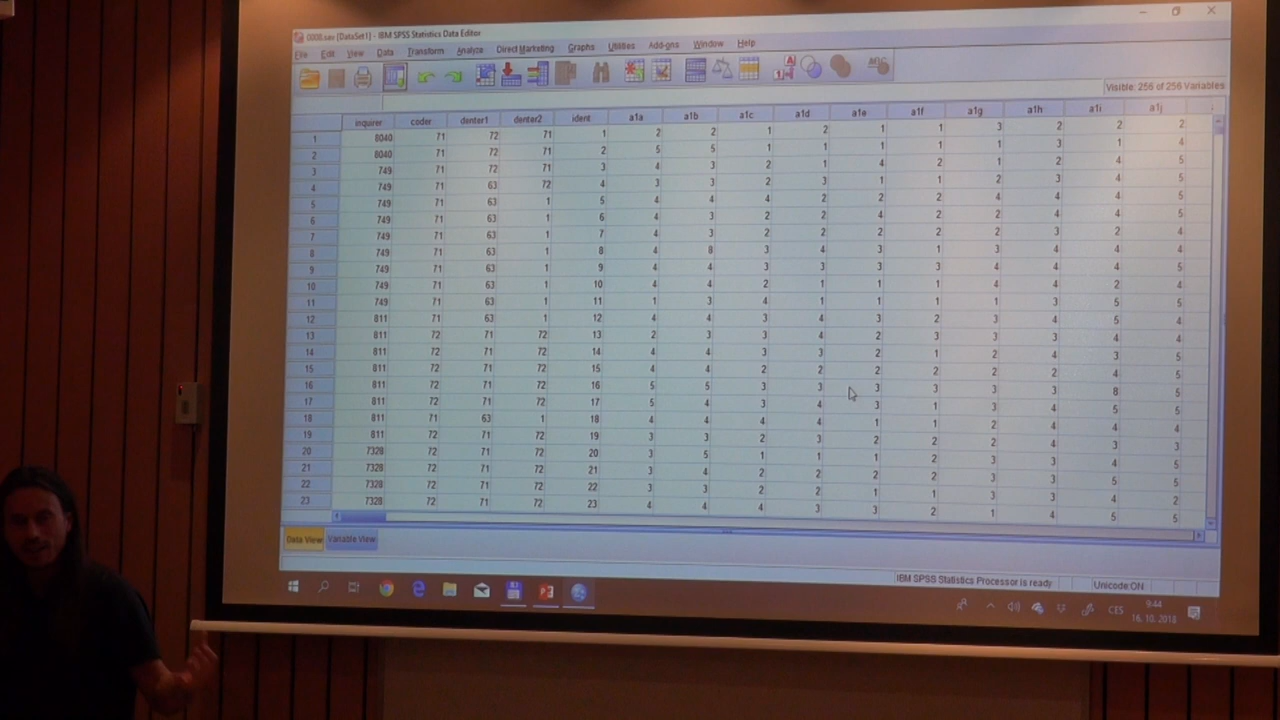 0008.sav [DataSet1] - IBM SPSS Statistics Data Editor
File Edit View Data Transform Analyze Direct Marketing Graphs Utilities Add-gns Window Help
Visible: 256 of 256 Variables
inquirer coder denter1 denter2 ident a1a a1b a1c a1d a1e a1f a1g a1h a1i a1j
1 8040 71 72 71 1 2 2 1 2 1 1 3 2 2 2
2 8040 71 72 71 2 5 5 1 1 1 1 1 3 1 4
3 749 71 72 71 3 4 3 2 1 4 2 1 2 4 5
4 749 71 63 72 4 3 3 2 3 1 1 2 3 4 5
5 749 71 63 1 5 4 4 4 2 2 2 4 4 4 5
6 749 71 63 1 6 4 3 2 2 4 2 2 4 4 5
7 749 71 63 1 7 4 3 2 2 2 2 2 3 2 4
8 749 71 63 1 8 4 8 3 4 3 1 3 4 4 4
9 749 71 63 1 9 4 4 3 3 3 3 4 4 4 5
10 749 71 63 1 10 4 4 2 1 1 1 4 4 2 4
11 749 71 63 1 11 1 3 4 1 1 1 1 3 5 5
12 811 71 63 1 12 4 4 3 4 3 2 3 4 5 4
13 811 72 71 72 13 2 3 3 4 2 3 3 3 4 4
14 811 72 71 72 14 4 4 3 3 2 1 2 4 3 5
15 811 72 71 72 15 4 4 2 2 2 2 2 2 4 5
16 811 72 71 72 16 5 5 3 3 3 3 3 3 8 5
17 811 72 71 72 17 5 4 3 4 3 1 3 4 5 5
18 811 71 63 1 18 4 4 4 4 1 1 2 4 4 4
19 811 72 71 72 19 3 3 2 3 2 2 2 4 3 3
20 7328 72 71 72 20 3 5 1 1 1 2 3 3 4 5
21 7328 72 71 72 21 3 4 2 2 2 2 3 3 5 5
22 7328 72 71 72 22 3 3 2 2 1 1 3 3 4 2
23 7328 72 71 72 23 4 4 4 3 3 2 1 4 5 5
Data View Variable View
IBM SPSS Statistics Processor is ready Unicode:ON
CES 9:44
16. 10. 2018